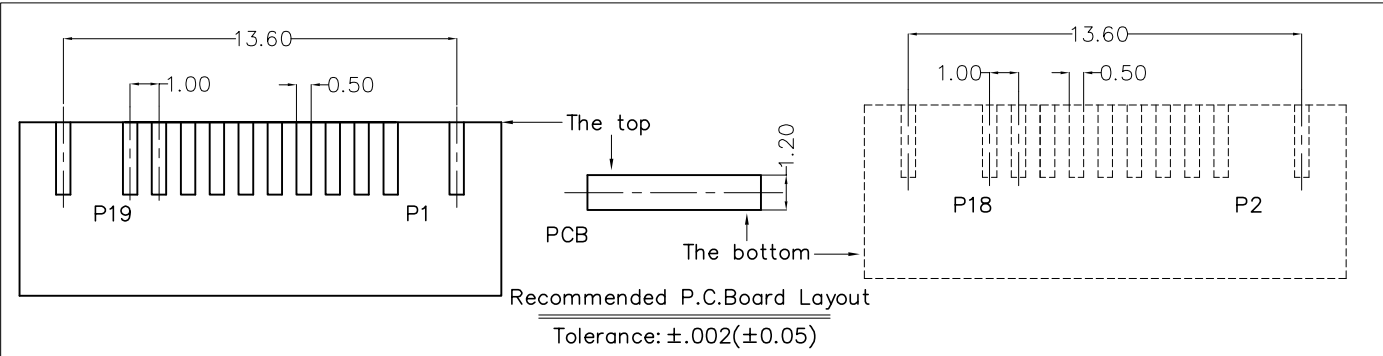 13.60
1.00
0.50
P19
P1
The top
1.20
PCB
The bottom
13.60
1.00
0.50
P18
P2
Recommended P.C.Board Layout
Tolerance: ±.002(±0.05)